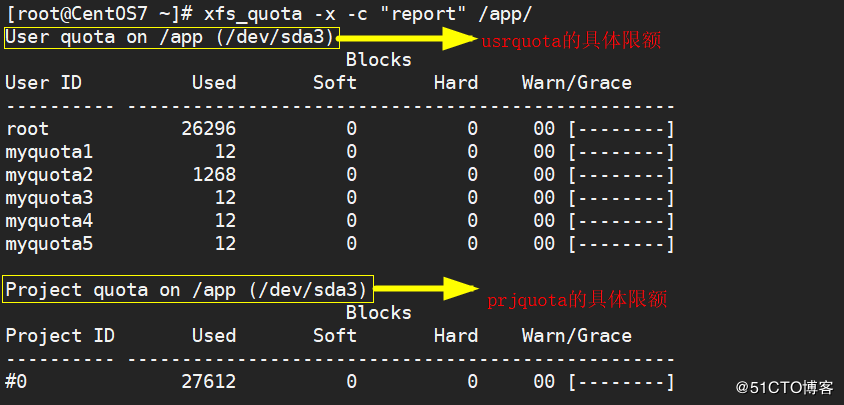 [root@CentOS7 ~]# xfs_quota -x -c "report" /app/
User quota on /app (/dev/sda3) usrquota的具体限额
Blocks
User ID Used Soft Hard Warn/Grace
---------- --------------------------------------------------
root 26296 0 0 00 [--------]
myquota1 12 0 0 00 [--------]
myquota2 1268 0 0 00 [--------]
myquota3 12 0 0 00 [--------]
myquota4 12 0 0 00 [--------]
myquota5 12 0 0 00 [--------]
Project quota on /app (/dev/sda3) prjquota的具体限额
Blocks
Project ID Used Soft Hard Warn/Grace
---------- --------------------------------------------------
#0 27612 0 0 00 [--------]
@51CTO博客